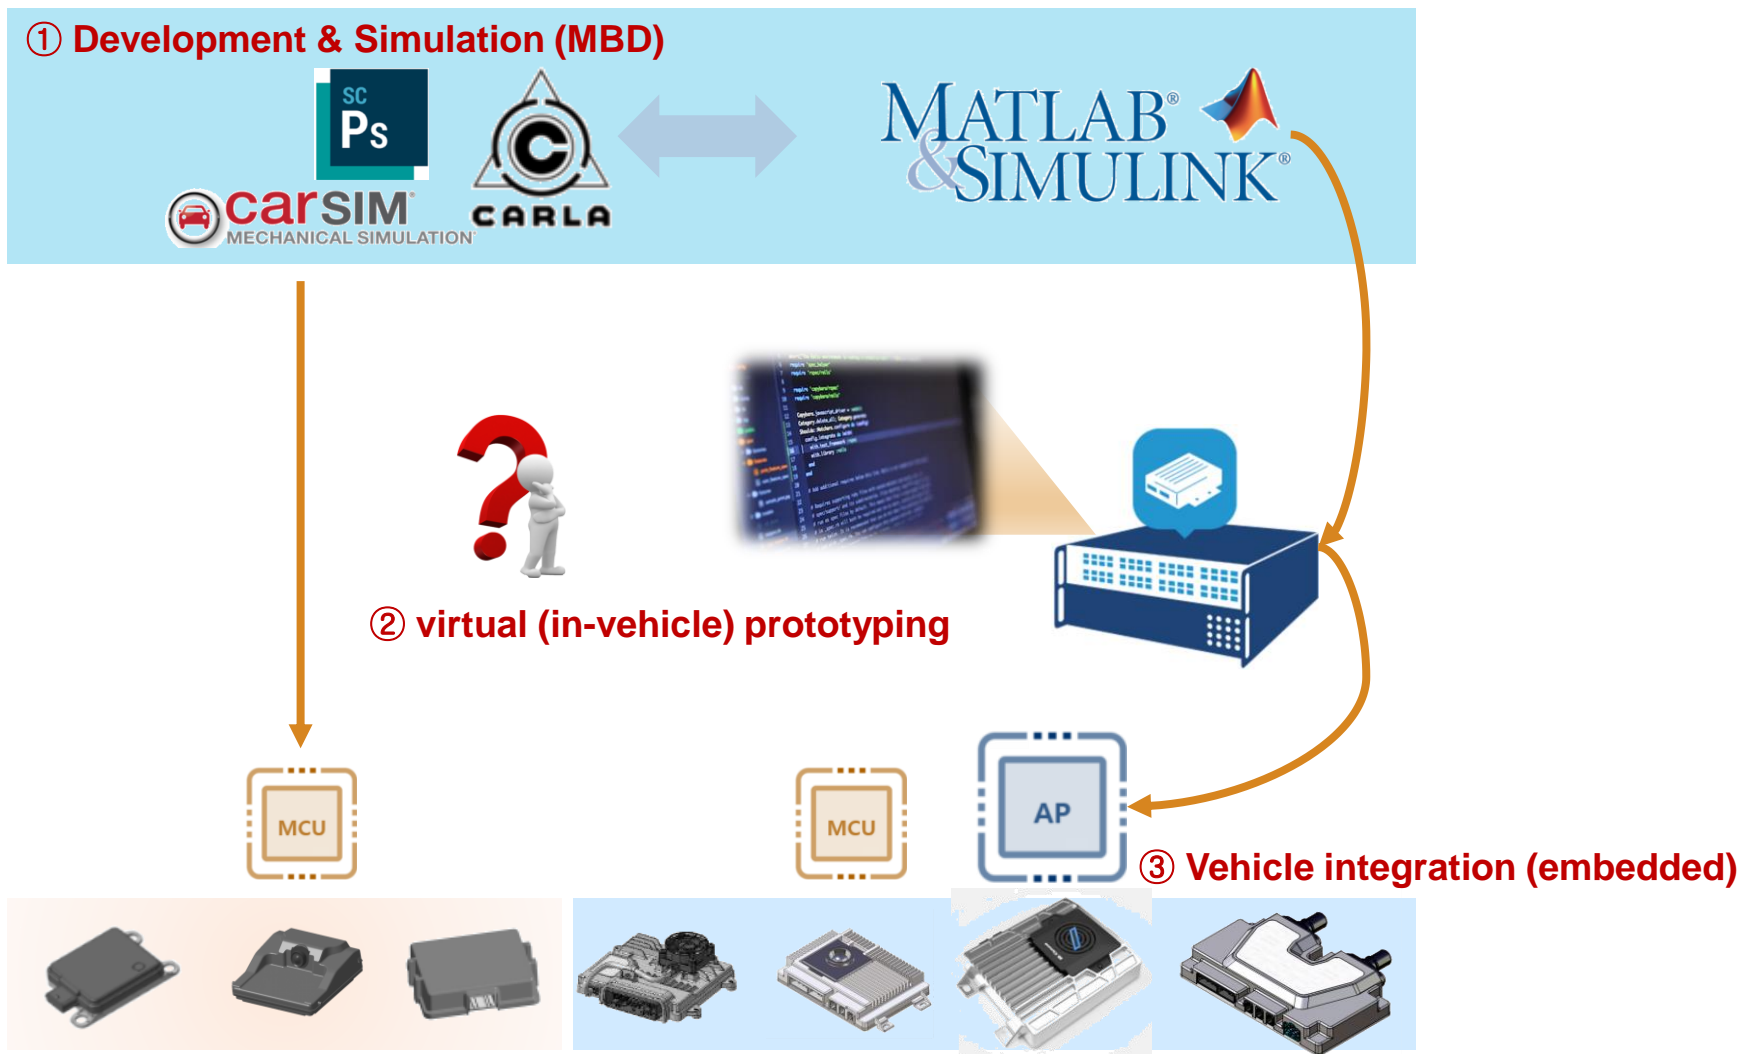 ① Development & Simulation (MBD)
SC
Ps
CARLA
carSIM
MECHANICAL SIMULATION
MATLAB®
&SIMULINK®
② virtual (in-vehicle) prototyping
MCU
MCU
AP
③ Vehicle integration (embedded)